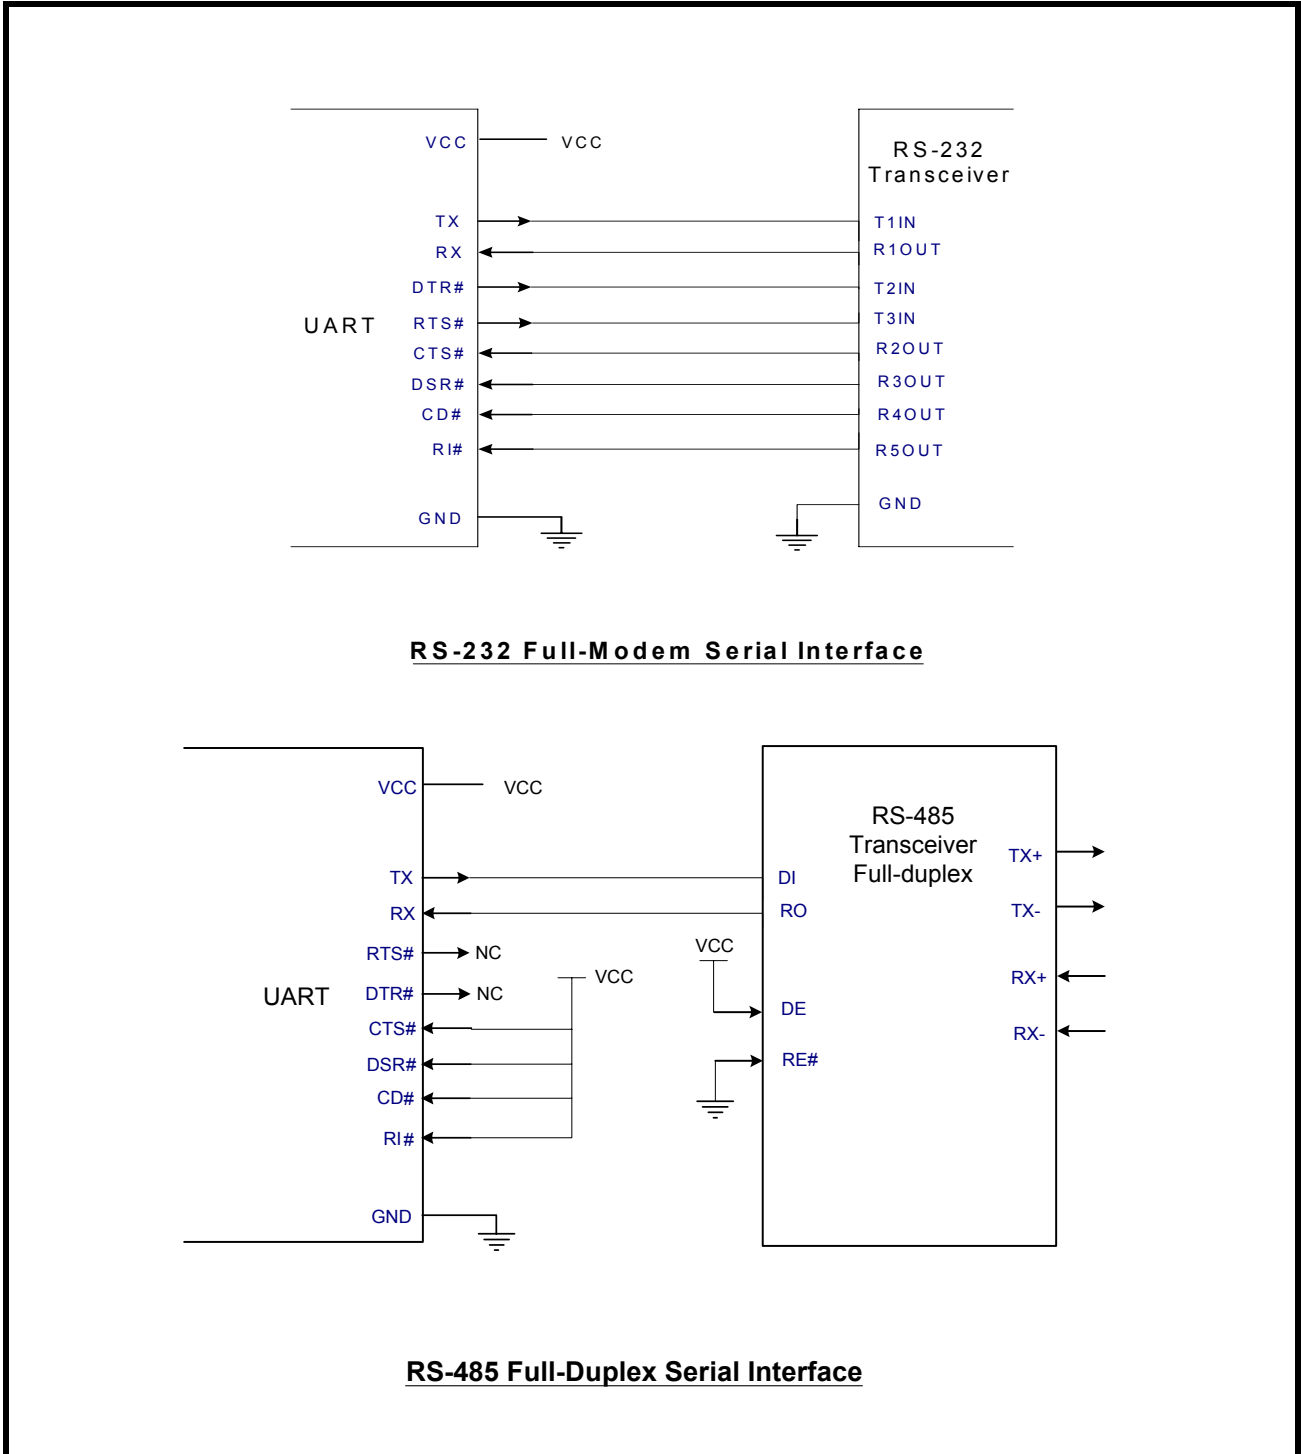 VCC
VCC
RS-232
Transceiver
TX
T1IN
RX
R1OUT
DTR#
T2IN
UART
RTS#
T3IN
CTS#
R2OUT
DSR#
R3OUT
CD#
R4OUT
RI#
R5OUT
GND
GND
RS-232 Full-Modem Serial Interface
VCC
VCC
RS-485
Transceiver
Full-duplex
TX+
TX
DI
RX
RO
TX-
RTS#
NC
VCC
VCC
RX+
UART
DTR#
NC
DE
CTS#
RX-
DSR#
RE#
CD#
RI#
GND
RS-485 Full-Duplex Serial Interface